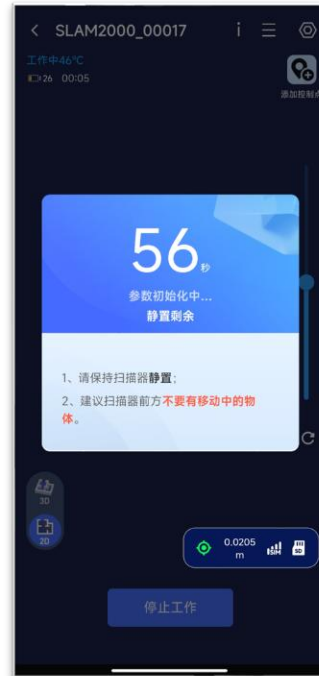 SLAM2000_00017
工作中46℃
26 00:05
添加控制点
56秒
参数初始化中...
静置剩余
1、请保持扫描器静置;
2、建议扫描器前方不要有移动中的物
体。
3D
2D
0.0205
m
SD
停止工作